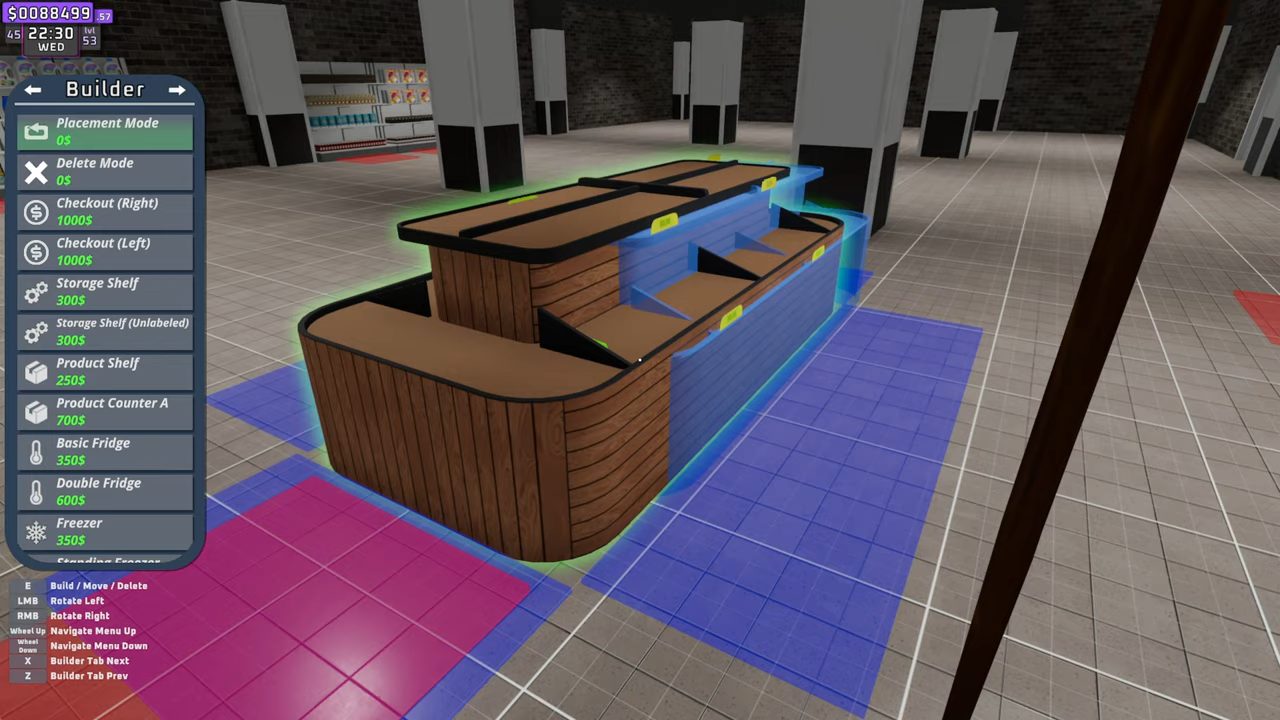 $0088499.57
45 22:30 lvl
WED 53
Builder
Placement Mode
0$
Delete Mode
0$
Checkout (Right)
1000$
Checkout (Left)
1000$
Storage Shelf
300$
Storage Shelf (Unlabeled)
300$
Product Shelf
250$
Product Counter A
700$
Basic Fridge
350$
Double Fridge
600$
Freezer
350$
Standing Freezer
E Build / Move / Delete
LMB Rotate Left
RMB Rotate Right
Wheel Up Navigate Menu Up
Wheel Down Navigate Menu Down
X Builder Tab Next
Z Builder Tab Prev